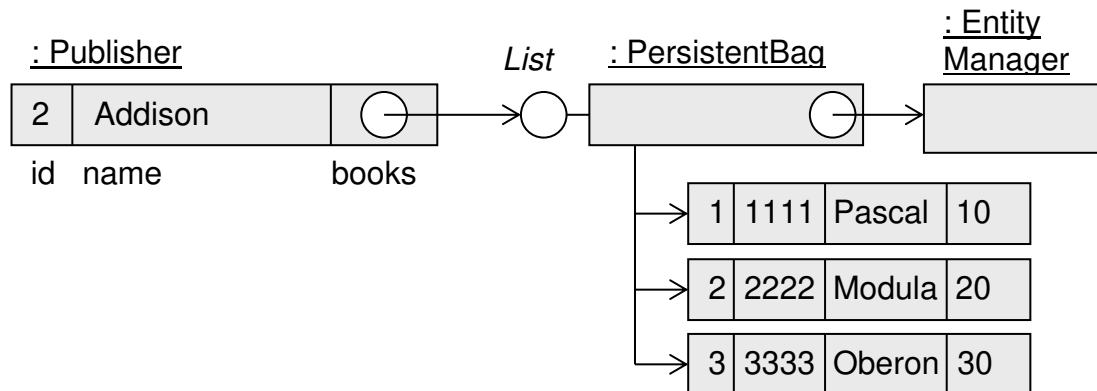 : Entity
: Publisher List : PersistentBag Manager
2 Addison
id name books
1 1111 Pascal 10
2 2222 Modula 20
3 3333 Oberon 30